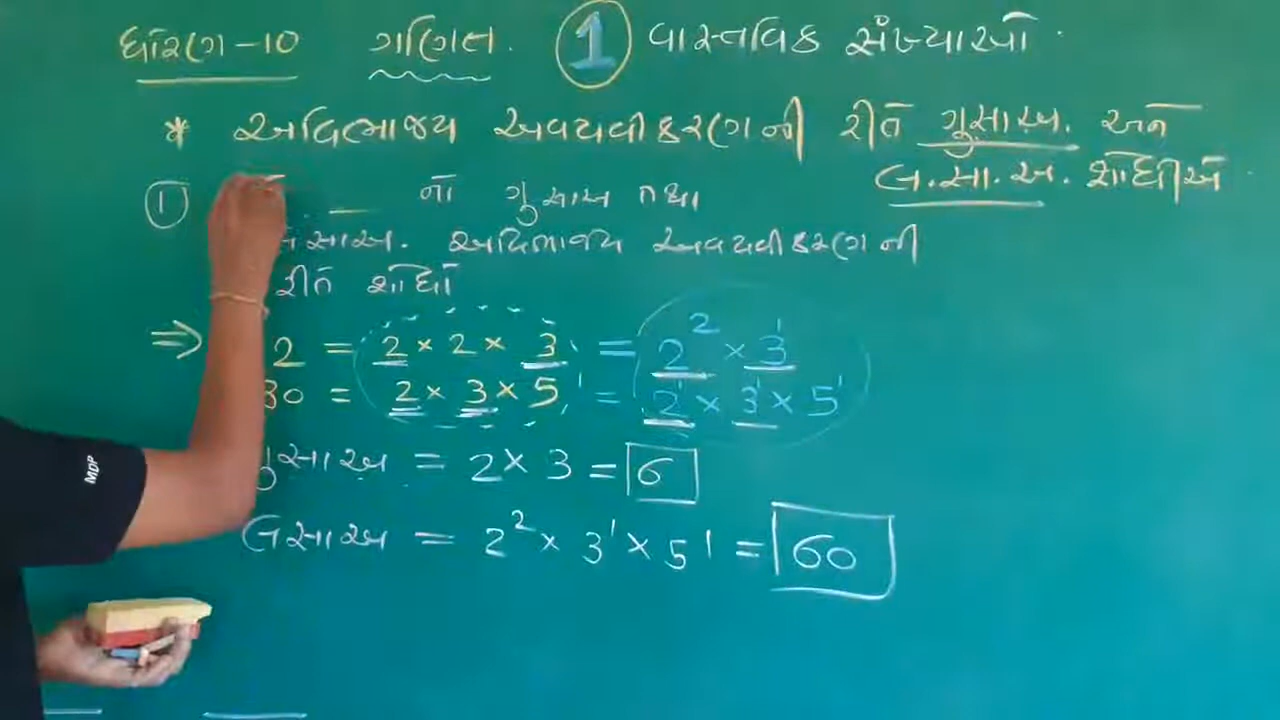 ધોરણ-10 ગણિત. 1 વાસ્તવિક સંખ્યાઓ.
* અવિભાજ્ય અવયવીકરણની રીતે ગુસાઅ. અને
લ.સા.અ. શોધીએ.
① નો ગુસાઅ તથા
લસાઅ. અવિભાજ્ય અવયવીકરણની
રીતે શોધો
⇒ 2 = 2 × 2 × 3 = 2² × 3¹
30 = 2 × 3 × 5 = 2¹ × 3¹ × 5¹
ગુસાઅ = 2 × 3 = 6
લસાઅ = 2² × 3¹ × 5¹ = 60
MDP